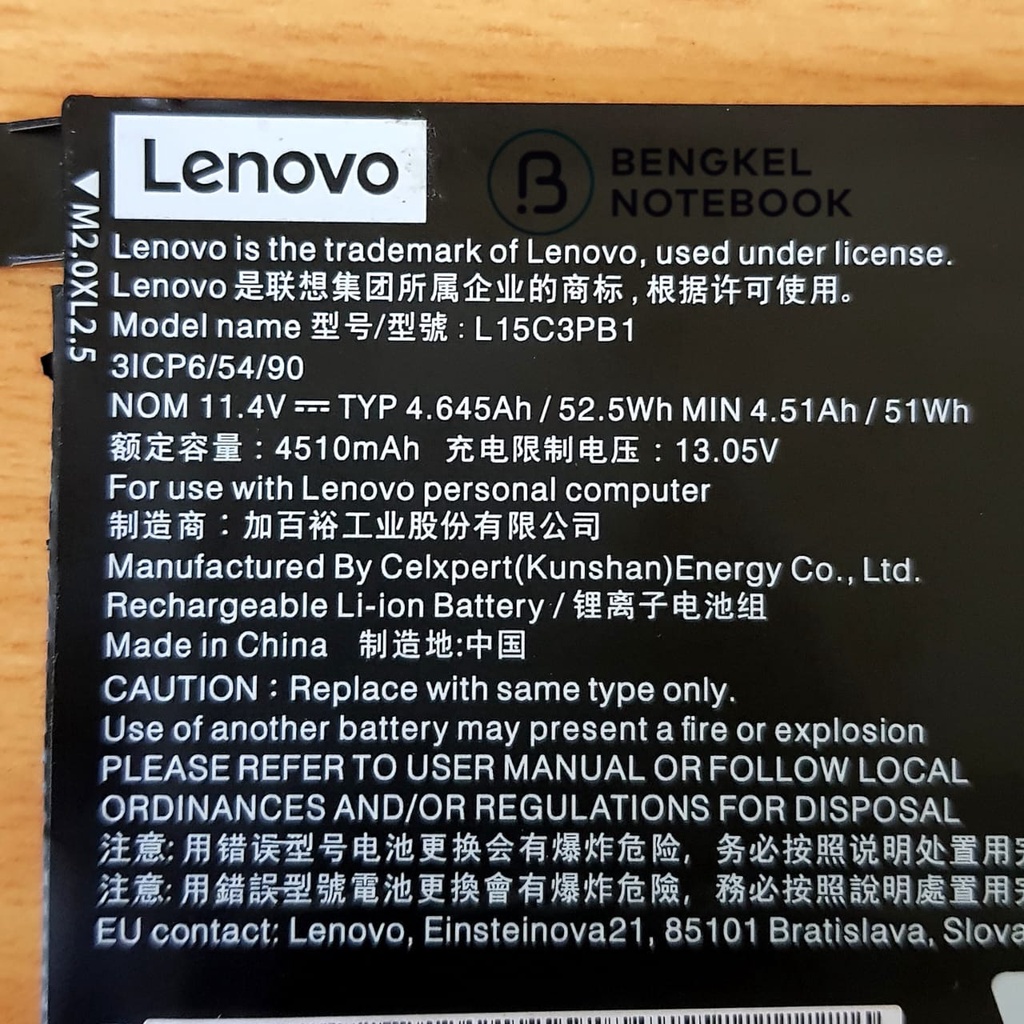 Lenovo
BENGKEL
NOTEBOOK
▼M2.0XL2.5
Lenovo is the trademark of Lenovo, used under license.
Lenovo 是联想集团所属企业的商标,根据许可使用。
Model name 型号/型號 : L15C3PB1
3ICP6/54/90
NOM 11.4V ⎓ TYP 4.645Ah / 52.5Wh MIN 4.51Ah / 51Wh
额定容量 : 4510mAh 充电限制电压 : 13.05V
For use with Lenovo personal computer
制造商 : 加百裕工业股份有限公司
Manufactured By Celxpert(Kunshan)Energy Co., Ltd.
Rechargeable Li-ion Battery / 锂离子电池组
Made in China 制造地:中国
CAUTION : Replace with same type only.
Use of another battery may present a fire or explosion
PLEASE REFER TO USER MANUAL OR FOLLOW LOCAL
ORDINANCES AND/OR REGULATIONS FOR DISPOSAL
注意: 用错误型号电池更换会有爆炸危险, 务必按照说明处置用
注意: 用錯誤型號電池更換會有爆炸危險, 務必按照說明處置用
EU contact: Lenovo, Einsteinova21, 85101 Bratislava, Slova